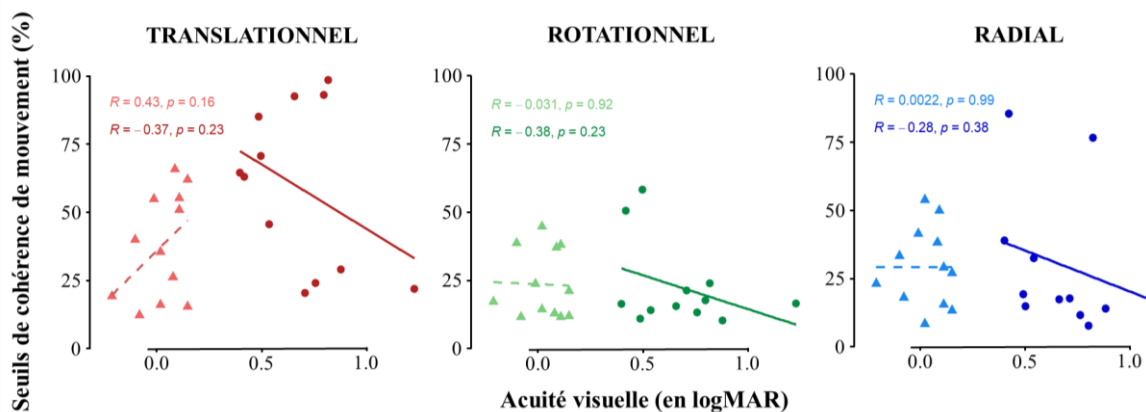 Seuils de cohérence de mouvement (%)
TRANSLATIONNEL
ROTATIONNEL
RADIAL
100
75
50
25
0
R = 0.43, p = 0.16
R = − 0.37, p = 0.23
0.0 0.5 1.0
100
75
50
25
0
R = − 0.031, p = 0.92
R = − 0.38, p = 0.23
0.0 0.5 1.0
100
75
50
25
0
R = 0.0022, p = 0.99
R = − 0.28, p = 0.38
0.0 0.5 1.0
Acuité visuelle (en logMAR)